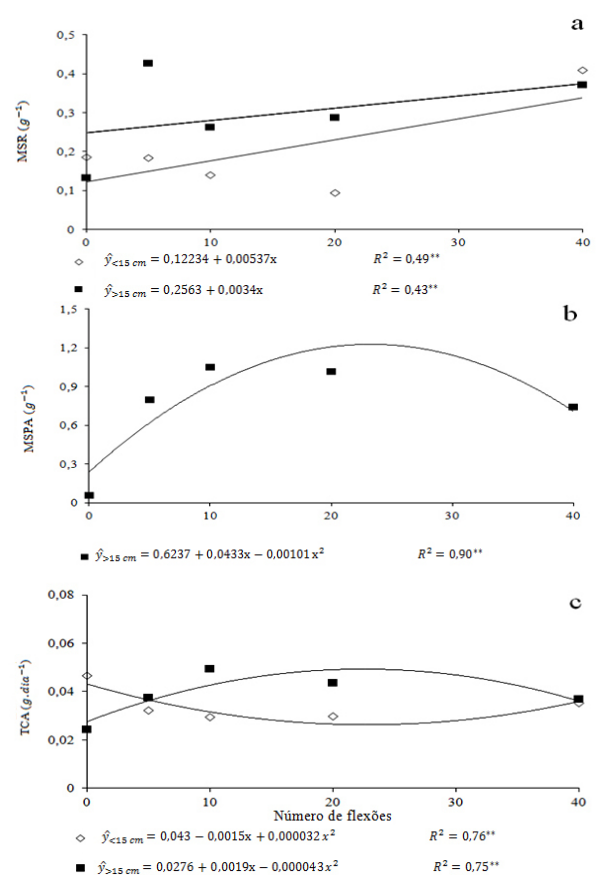 a
0,5
0,4
0,3
0,2
0,1
0
MSR (g⁻¹)
0 10 20 30 40
◇ ŷ<15 cm = 0,12234 + 0,00537x R² = 0,49**
■ ŷ>15 cm = 0,2563 + 0,0034x R² = 0,43**
b
1,5
1,2
0,9
0,6
0,3
0
MSPA (g⁻¹)
0 10 20 30 40
■ ŷ>15 cm = 0,6237 + 0,0433x − 0,00101x² R² = 0,90**
c
0,08
0,06
0,04
0,02
0
TCA (g.dia⁻¹)
0 10 20 30 40
Número de flexões
◇ ŷ<15 cm = 0,043 − 0,0015x + 0,000032x² R² = 0,76**
■ ŷ>15 cm = 0,0276 + 0,0019x − 0,000043x² R² = 0,75**